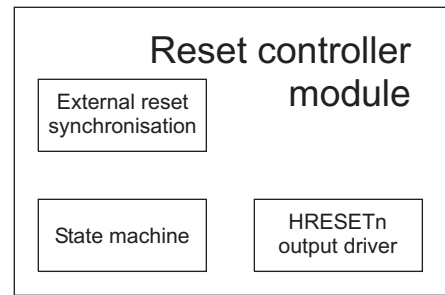 Reset controller
module
External reset
synchronisation
State machine
HRESETn
output driver